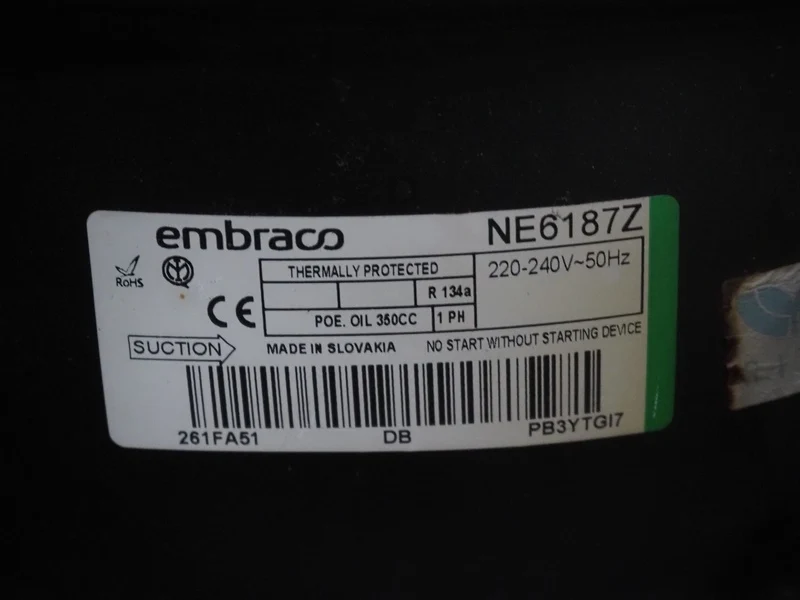 embraco
NE6187Z
RoHS
THERMALLY PROTECTED
220-240V~50Hz
R 134a
CE
POE. OIL 350CC
1 PH
SUCTION
MADE IN SLOVAKIA
NO START WITHOUT STARTING DEVICE
261FA51
DB
PB3YTGI7